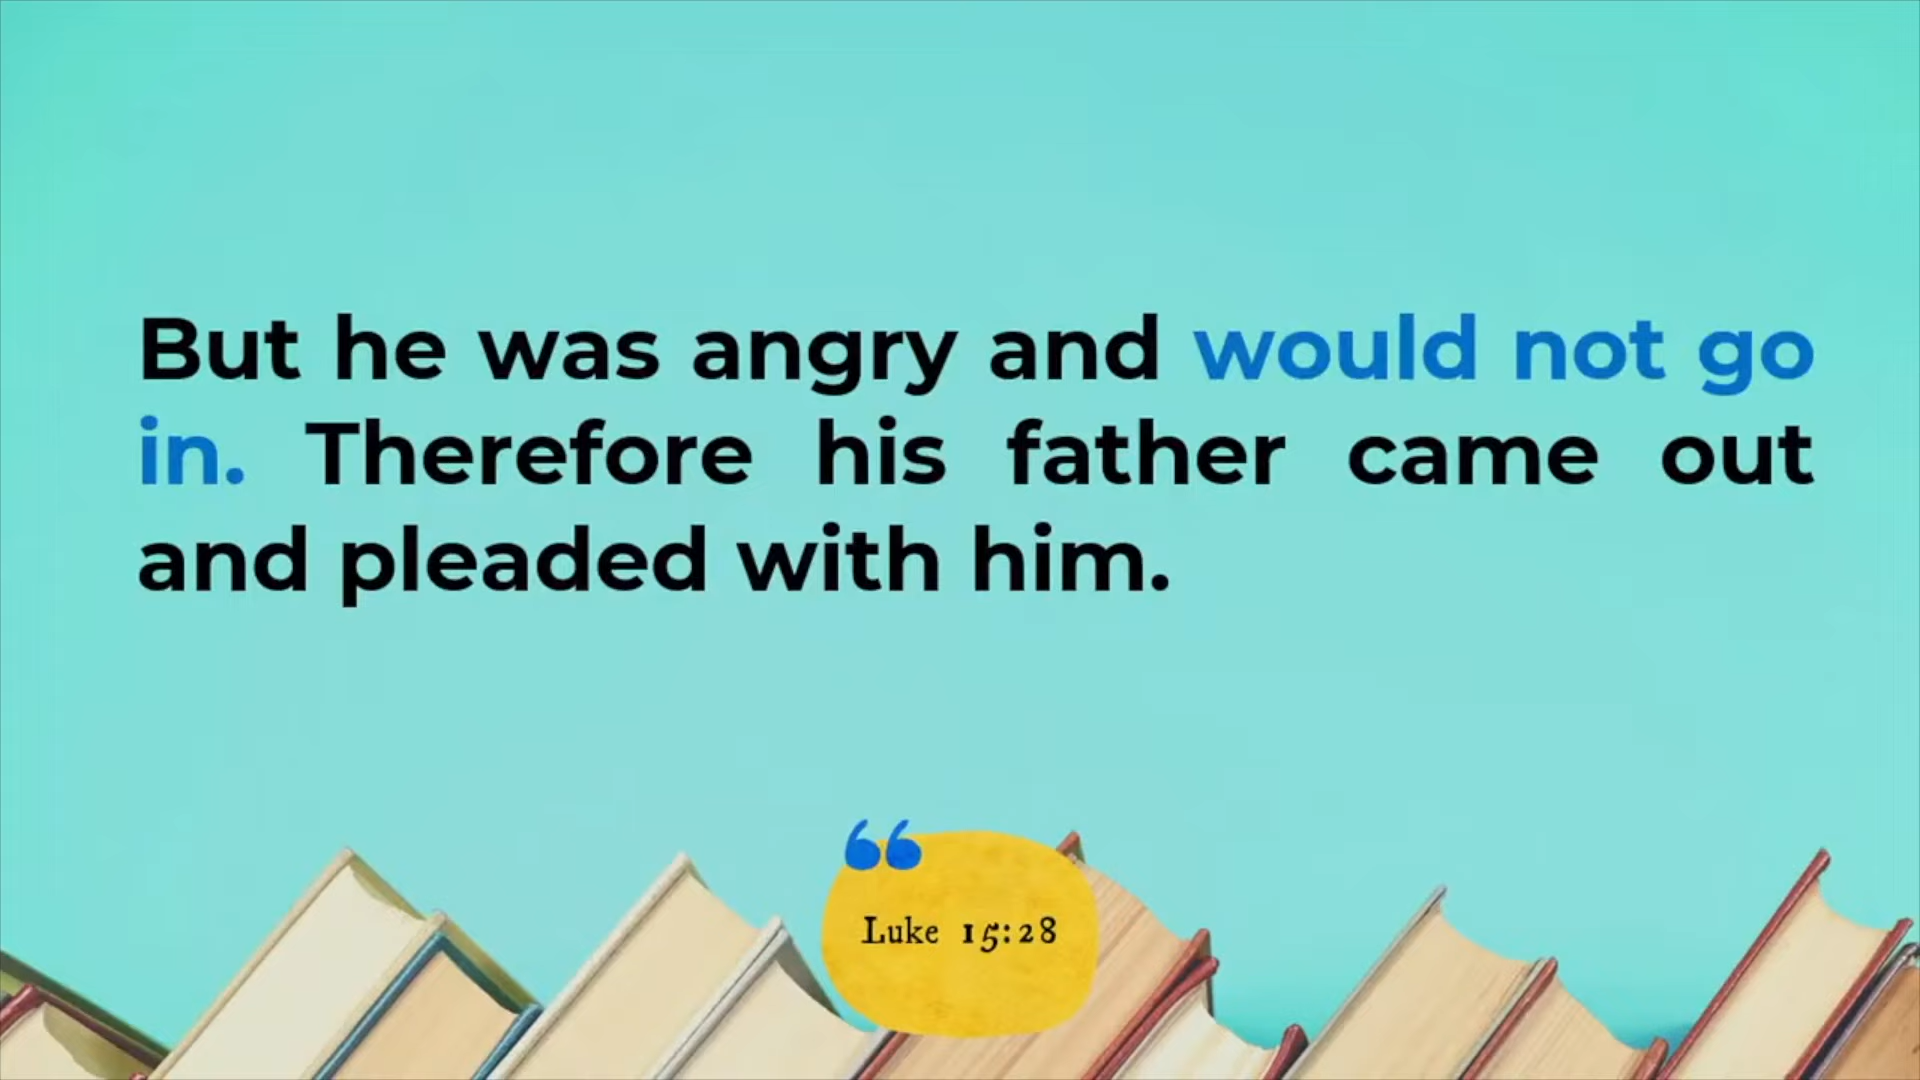 But he was angry and would not go
in. Therefore his father came out
and pleaded with him.
Luke 15:28